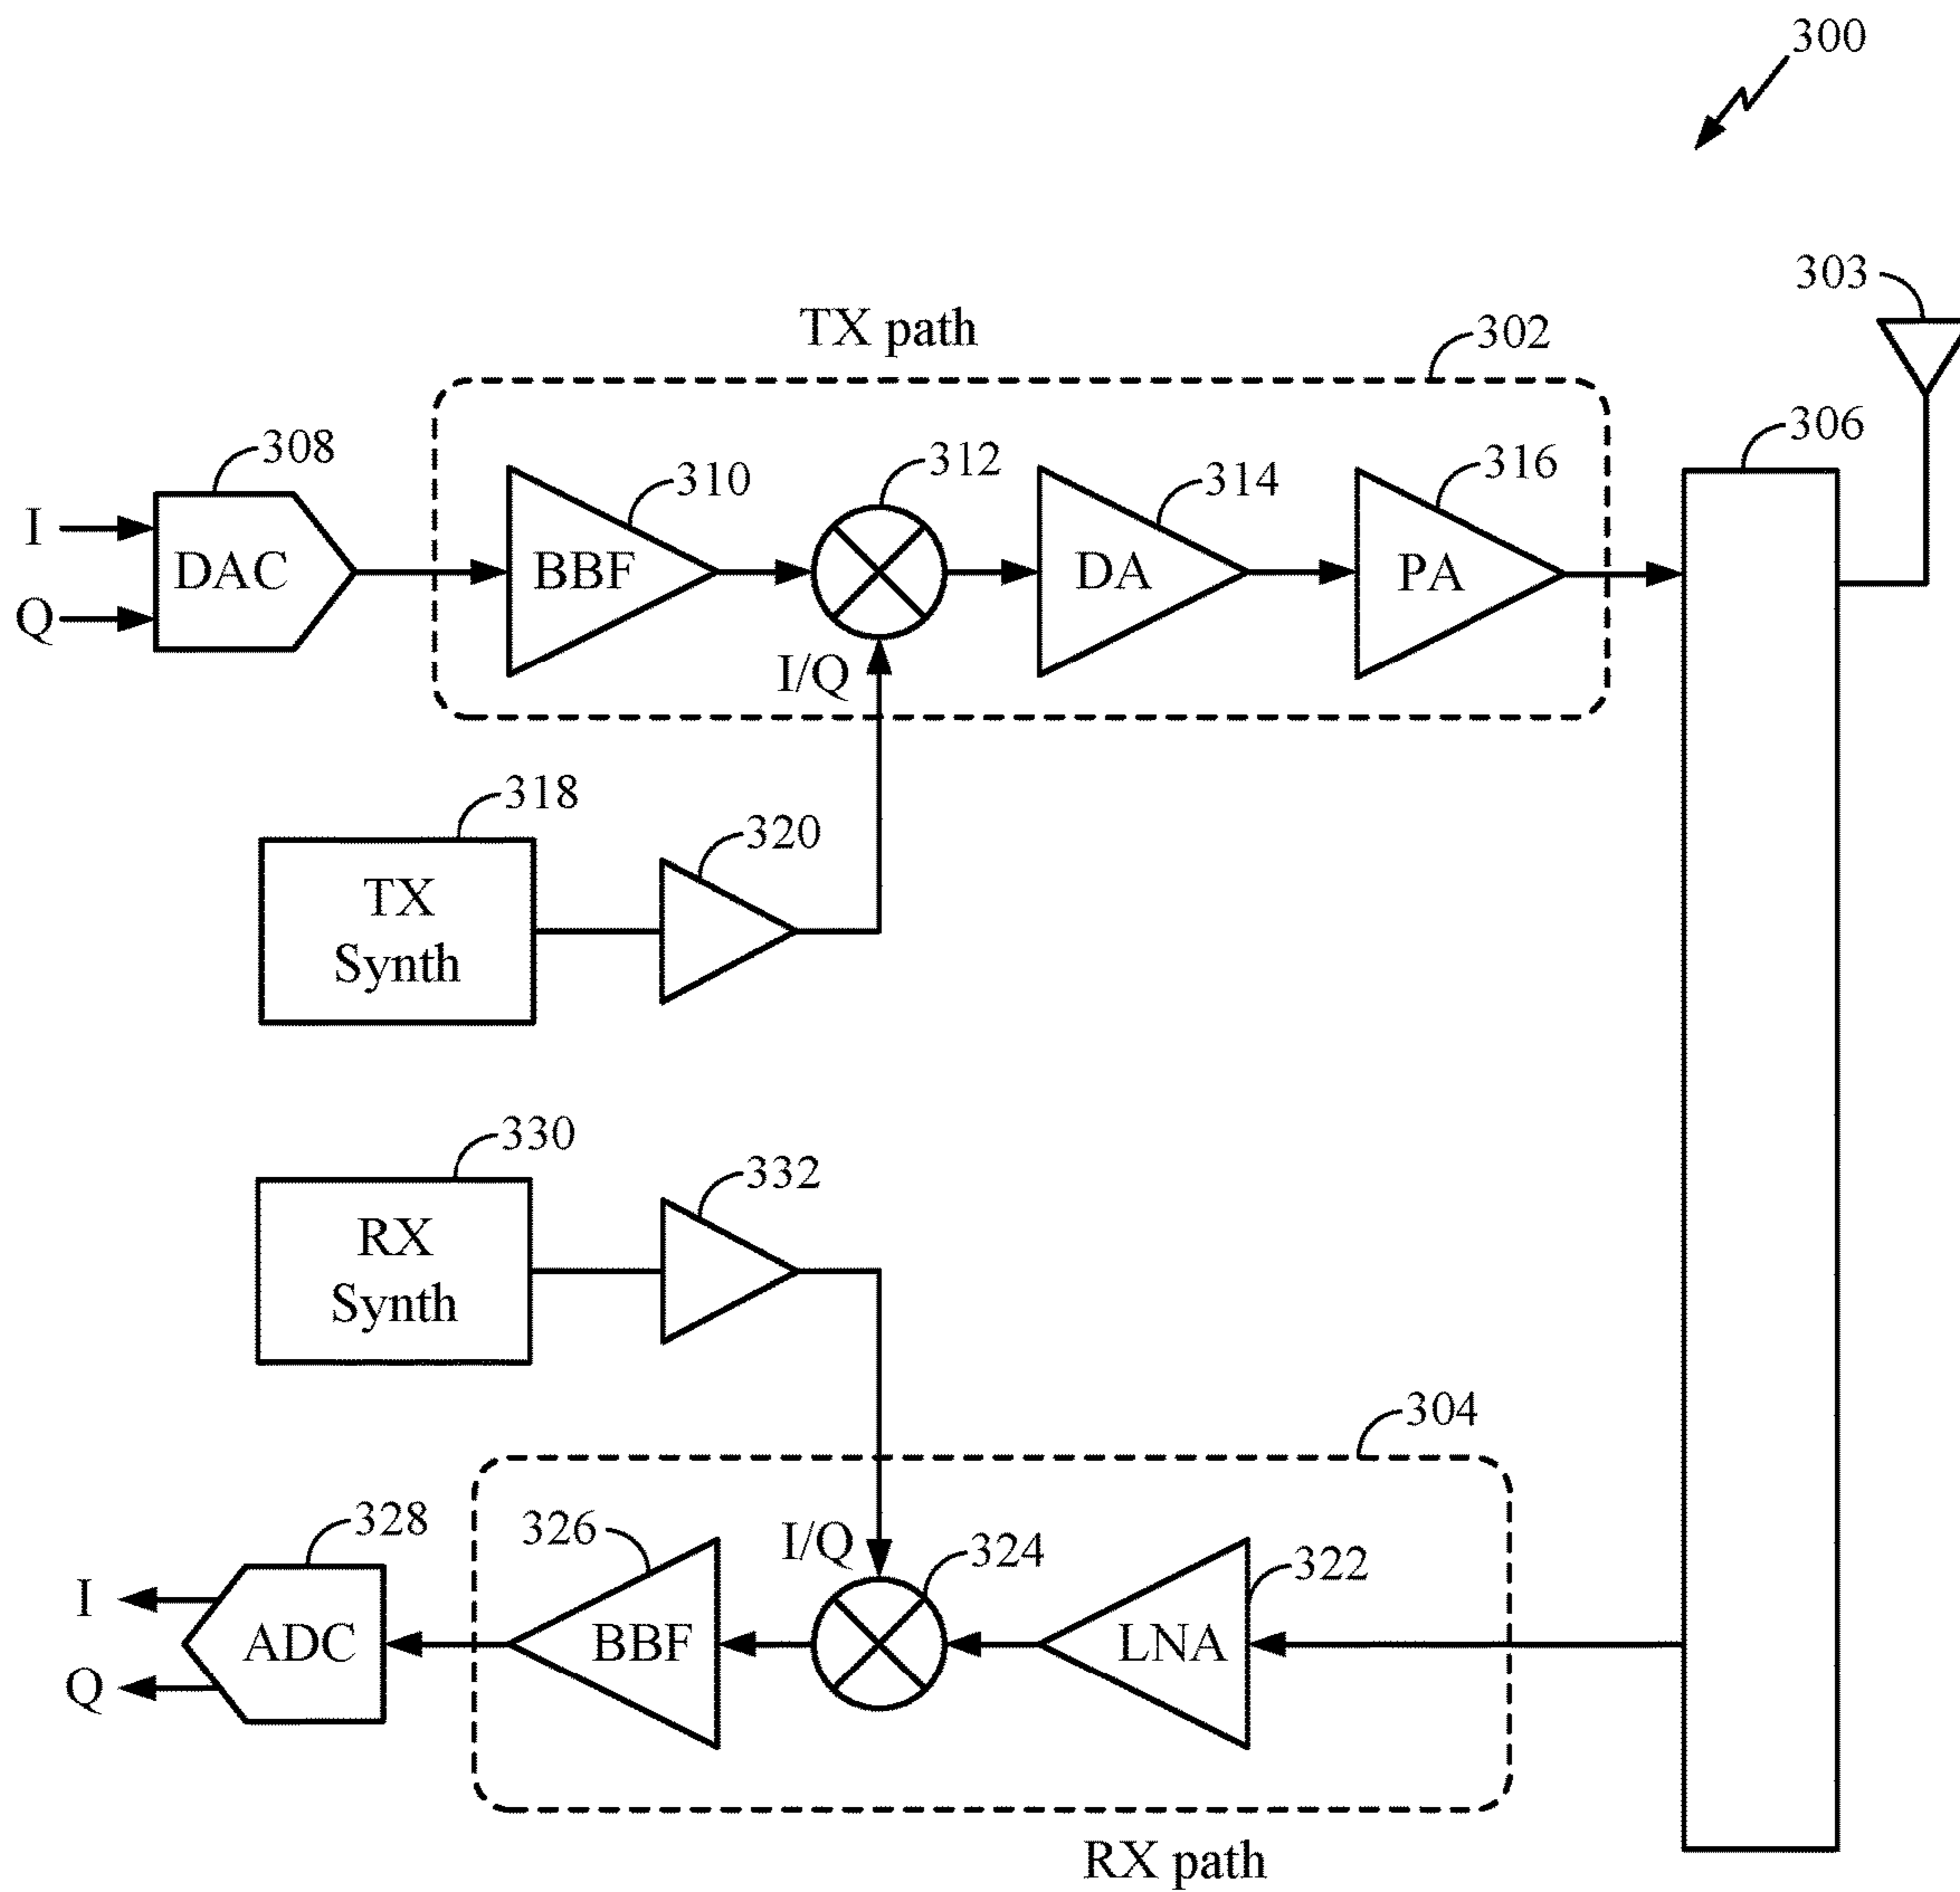 300
303
TX path
302
306
308
310
312
314
316
I
DAC
BBF
DA
PA
Q
I/Q
318
320
TX
Synth
330
332
RX
Synth
304
328
326
I/Q
324
322
I
ADC
BBF
LNA
Q
RX path